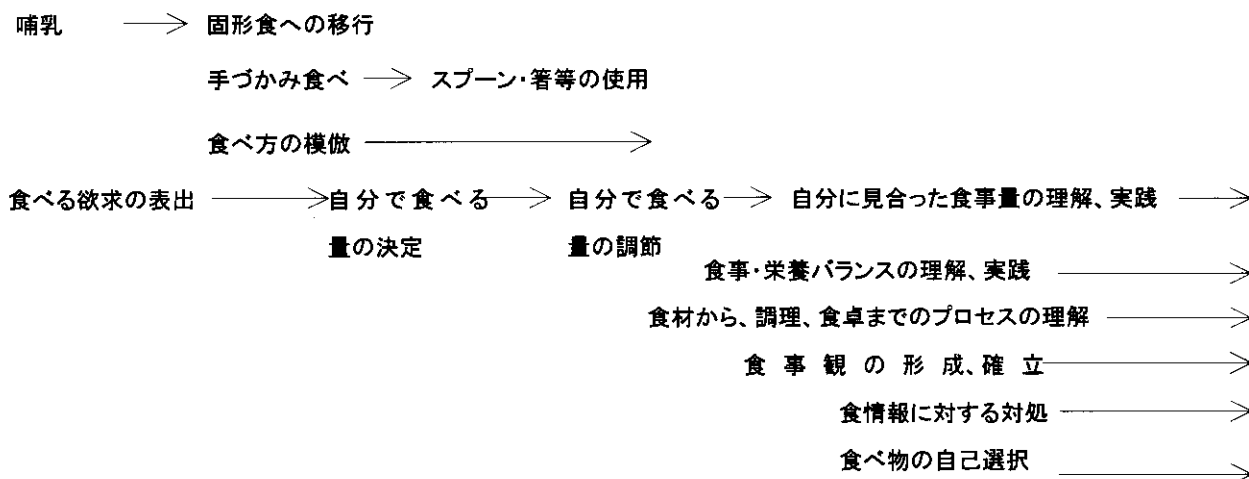 哺乳 → 固形食への移行
手づかみ食べ → スプーン・箸等の使用
食べ方の模倣 →
食べる欲求の表出 → 自分で食べる → 自分で食べる → 自分に見合った食事量の理解、実践 →
量の決定 量の調節
食事・栄養バランスの理解、実践 →
食材から、調理、食卓までのプロセスの理解 →
食事観の形成、確立 →
食情報に対する対処 →
食べ物の自己選択 →